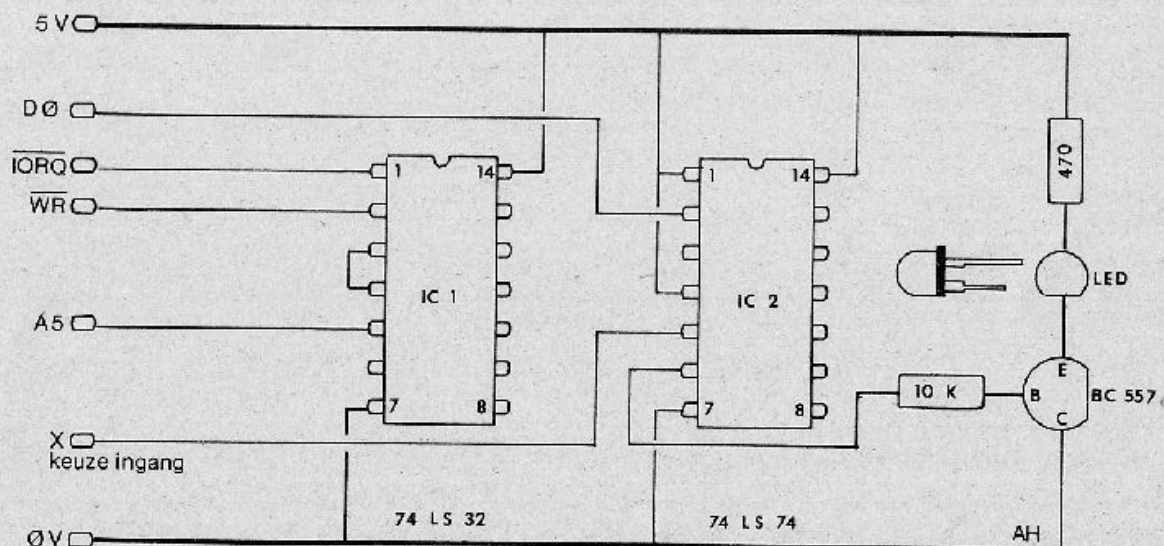 5 V
DØ
IORQ
WR
A5
X
keuze ingang
ØV
1
14
IC 1
7
8
74 LS 32
1
14
IC 2
7
8
74 LS 74
470
LED
10 K
E
B
C
BC 557
AH